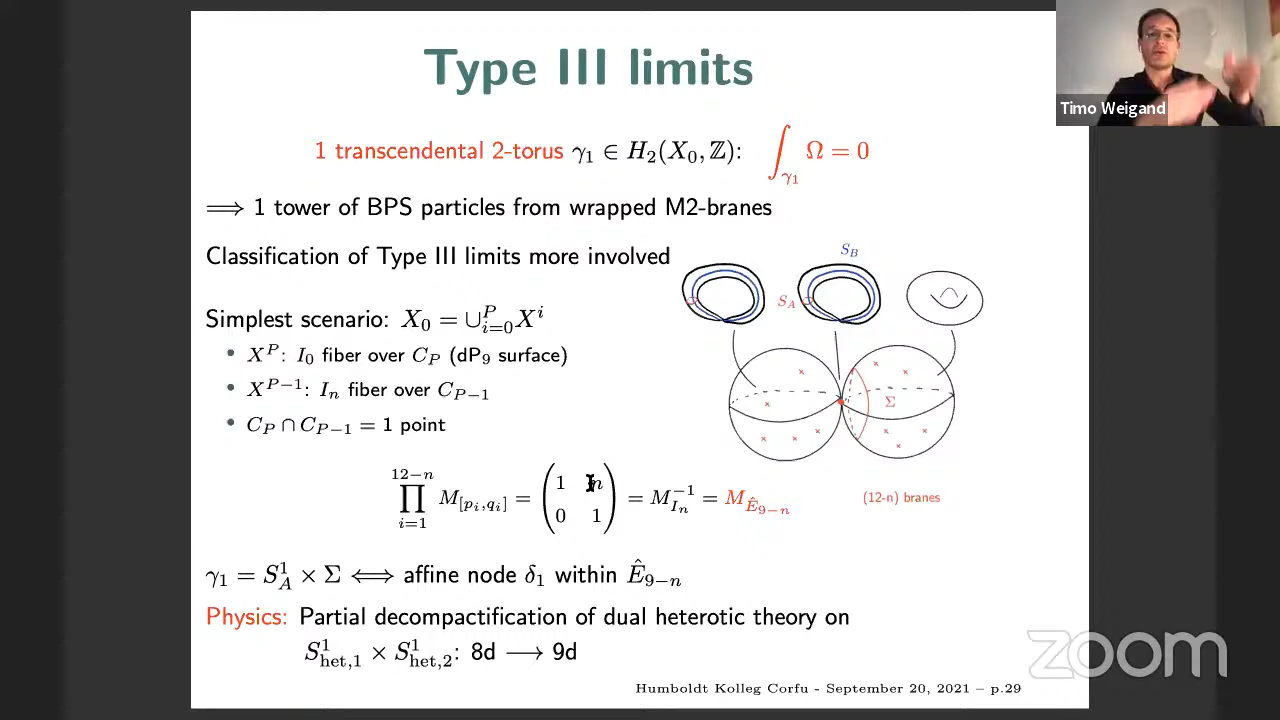 Type III limits
Timo Weigand
1 transcendental 2-torus γ₁ ∈ H₂(X₀, ℤ): ∫_{γ₁} Ω = 0
⟹ 1 tower of BPS particles from wrapped M2-branes
Classification of Type III limits more involved
S_B
S_A
Simplest scenario: X₀ = ∪_{i=0}^{P} X^i
• X^P: I₀ fiber over C_P (dP₉ surface)
• X^{P−1}: I_n fiber over C_{P−1}
Σ
• C_P ∩ C_{P−1} = 1 point
∏_{i=1}^{12−n} M_{[p_i,q_i]} = (1 n; 0 1) = M_{I_n}^{−1} = M_{Ê_{9−n}}
(12-n) branes
γ₁ = S_A^1 × Σ ⟺ affine node δ₁ within Ê_{9−n}
Physics: Partial decompactification of dual heterotic theory on
S^1_{het,1} × S^1_{het,2}: 8d ⟶ 9d
zoom
Humboldt Kolleg Corfu - September 20, 2021 – p.29